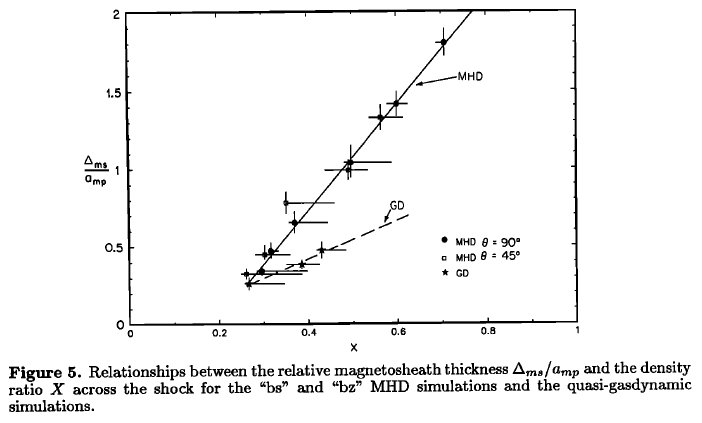 2
1.5
1
0.5
0
Δms
amp
MHD
GD
● MHD θ = 90°
□ MHD θ = 45°
★ GD
0 0.2 0.4 0.6 0.8 1
X
Figure 5. Relationships between the relative magnetosheath thickness Δms/amp and the density
ratio X across the shock for the “bs” and “bz” MHD simulations and the quasi-gasdynamic
simulations.